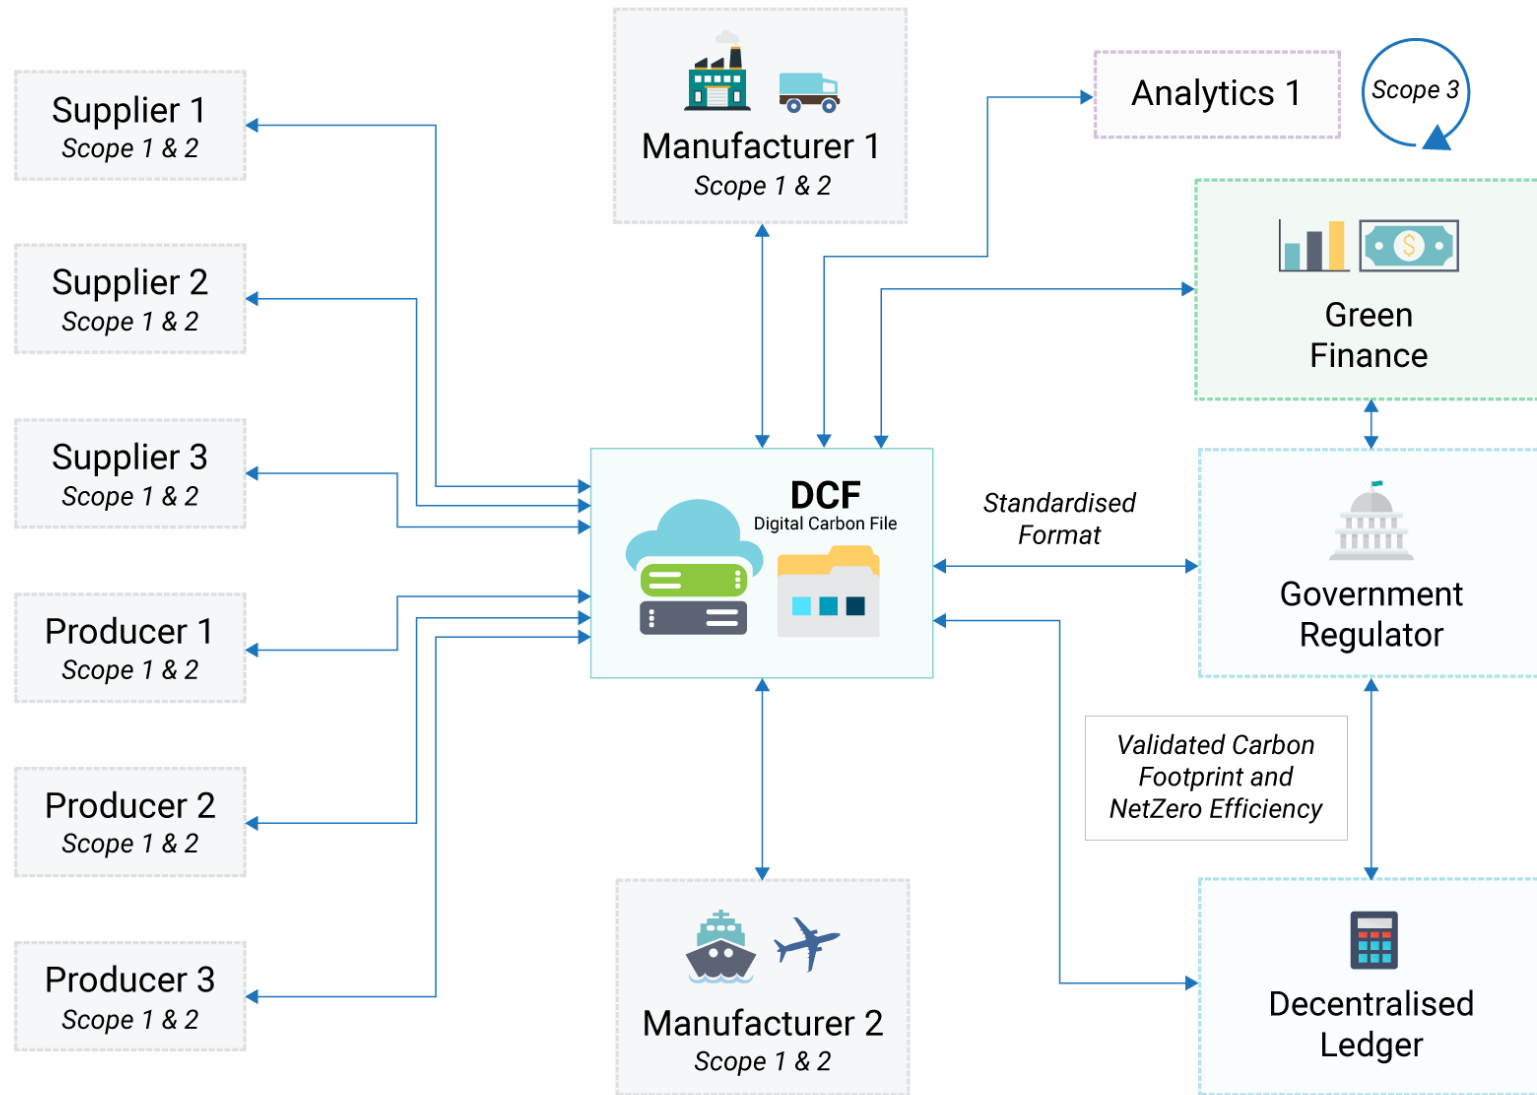 Supplier 1
Scope 1 & 2
Supplier 2
Scope 1 & 2
Supplier 3
Scope 1 & 2
Producer 1
Scope 1 & 2
Producer 2
Scope 1 & 2
Producer 3
Scope 1 & 2
Manufacturer 1
Scope 1 & 2
DCF
Digital Carbon File
Manufacturer 2
Scope 1 & 2
Analytics 1
Scope 3
Green
Finance
Standardised
Format
Government
Regulator
Validated Carbon
Footprint and
NetZero Efficiency
Decentralised
Ledger